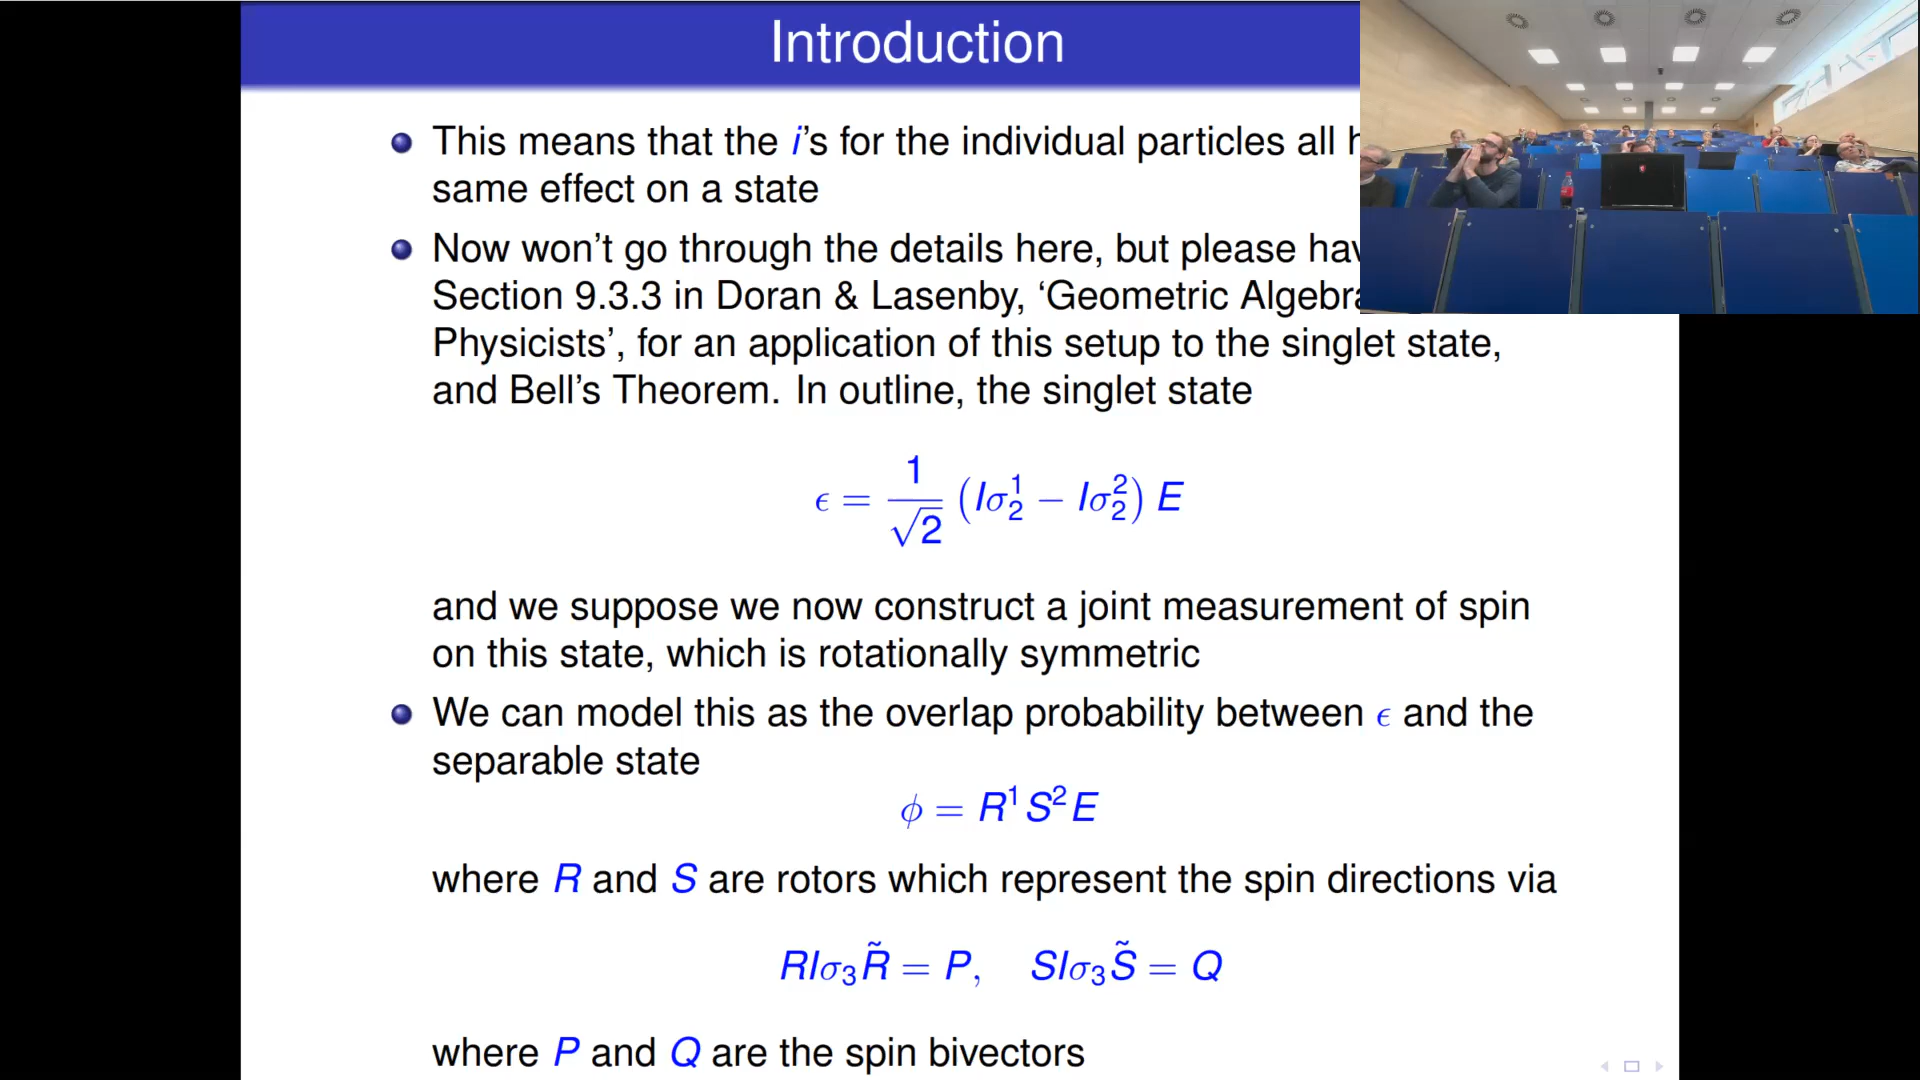 Introduction
This means that the i's for the individual particles all
same effect on a state
Now won't go through the details here, but please
Section 9.3.3 in Doran & Lasenby, ‘Geometric
Physicists’, for an application of this setup to the singlet state,
and Bell's Theorem. In outline, the singlet state
ϵ = 1/√2 (Iσ₂¹ − Iσ₂²) E
and we suppose we now construct a joint measurement of spin
on this state, which is rotationally symmetric
We can model this as the overlap probability between ϵ and the
separable state
ϕ = R¹S²E
where R and S are rotors which represent the spin directions via
RIσ₃R̃ = P, SIσ₃S̃ = Q
where P and Q are the spin bivectors